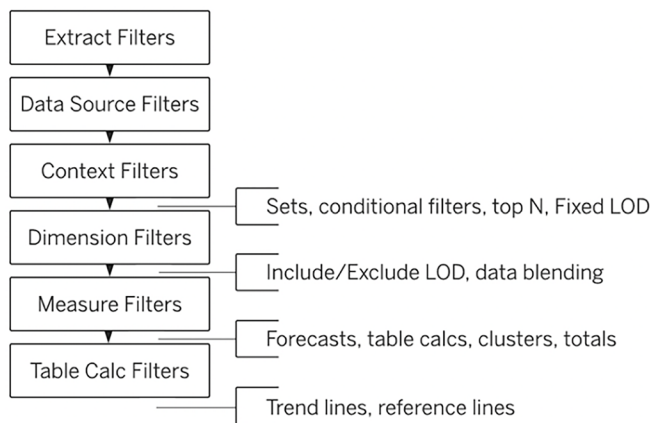 Extract Filters
Data Source Filters
Context Filters
Sets, conditional filters, top N, Fixed LOD
Dimension Filters
Include/Exclude LOD, data blending
Measure Filters
Forecasts, table calcs, clusters, totals
Table Calc Filters
Trend lines, reference lines